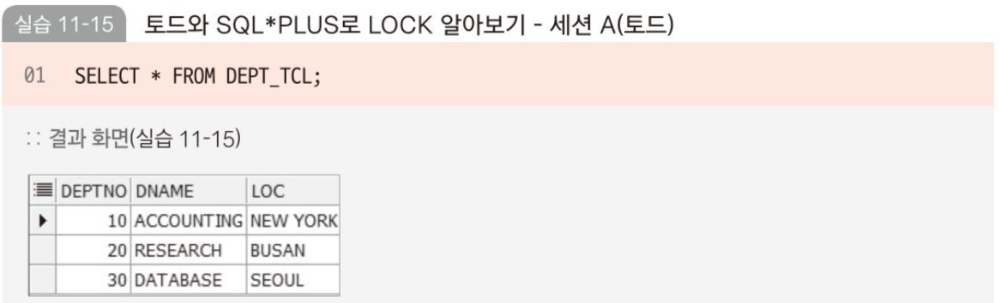 실습 11-15 토드와 SQL*PLUS로 LOCK 알아보기 - 세션 A(토드)
01 SELECT * FROM DEPT_TCL;
:: 결과 화면(실습 11-15)
DEPTNO DNAME LOC
10 ACCOUNTING NEW YORK
20 RESEARCH BUSAN
30 DATABASE SEOUL